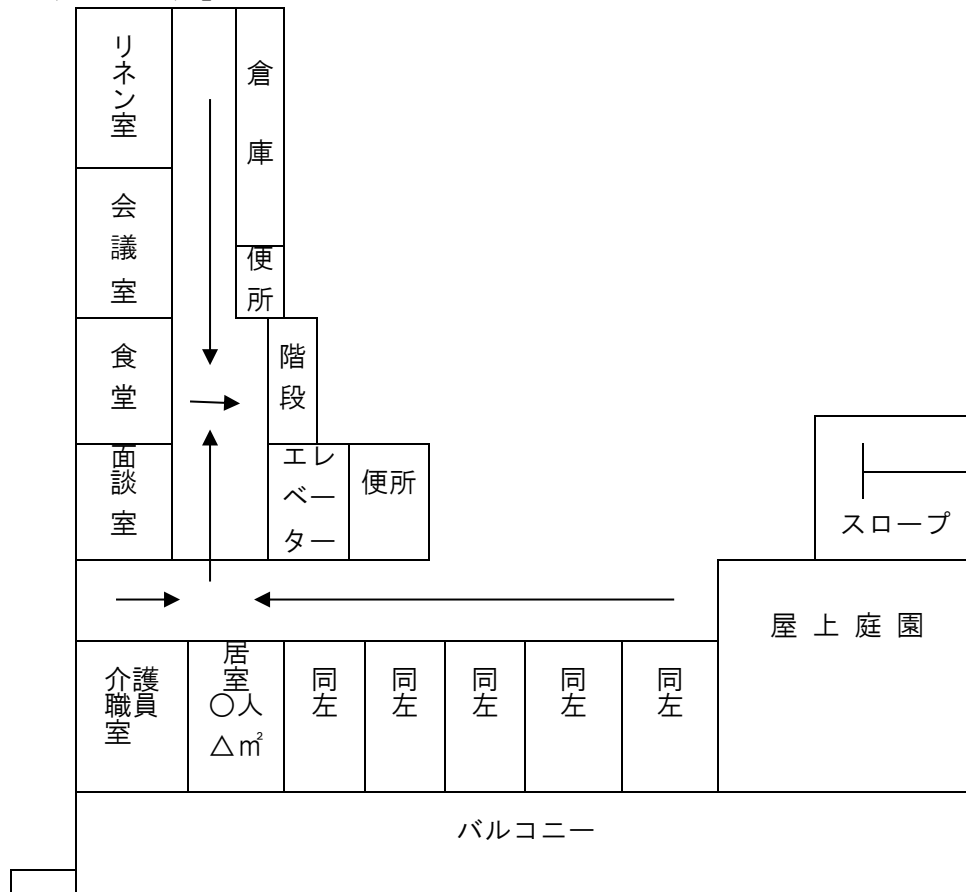 リネン室
倉庫
会議室
便所
食堂
階段
面談室
エレベーター
便所
スロープ
屋上庭園
介護職員室
居室
〇人
△㎡
同左
同左
同左
同左
同左
バルコニー